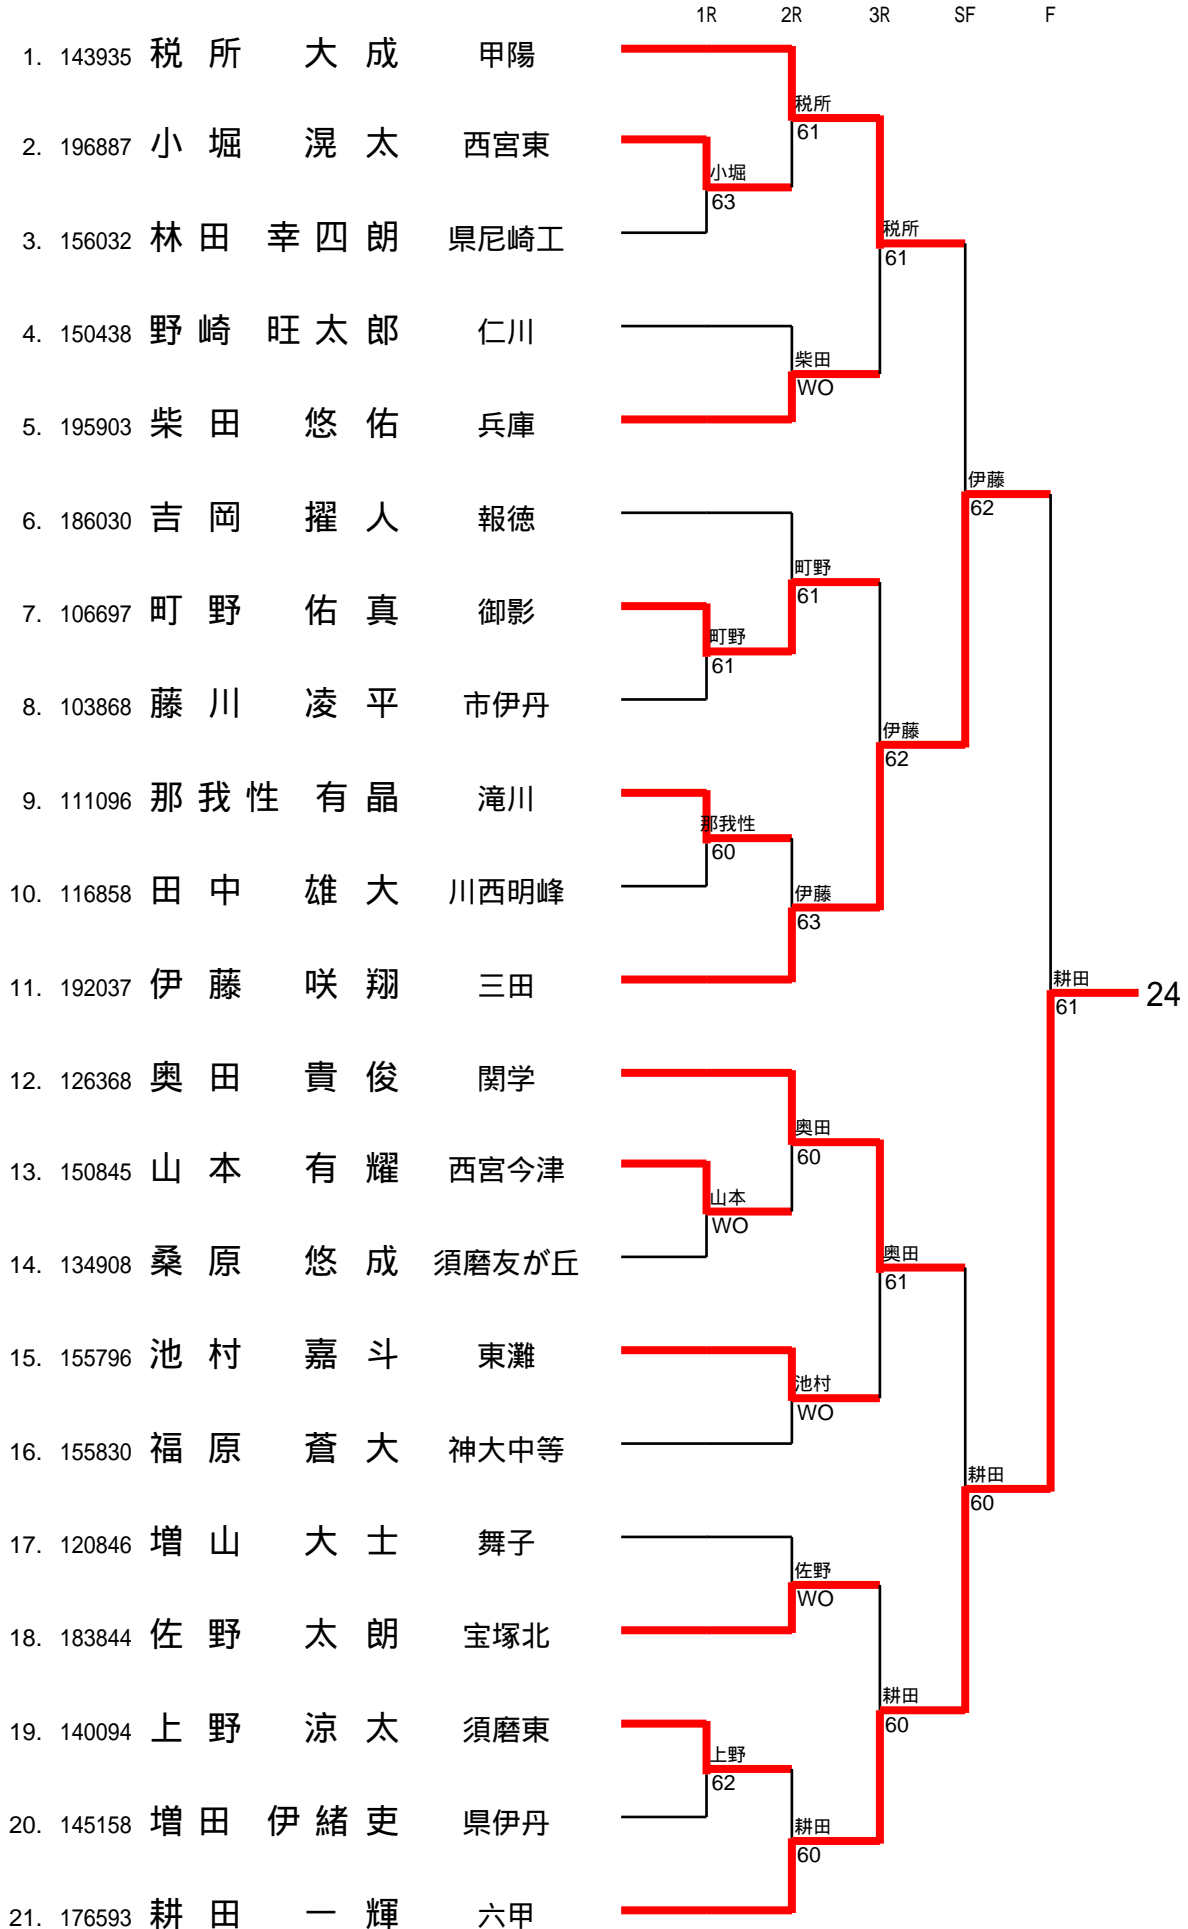 1R 2R 3R SF F
1. 143935 税所 大成 甲陽
税所
61
2. 196887 小堀 滉太 西宮東
小堀
63
3. 156032 林田 幸四朗 県尼崎工
税所
61
4. 150438 野崎 旺太郎 仁川
柴田
WO
5. 195903 柴田 悠佑 兵庫
伊藤
62
6. 186030 吉岡 擢人 報徳
町野
61
7. 106697 町野 佑真 御影
町野
61
8. 103868 藤川 凌平 市伊丹
伊藤
62
9. 111096 那我性 有晶 滝川
那我性
60
10. 116858 田中 雄大 川西明峰
伊藤
63
11. 192037 伊藤 咲翔 三田
耕田
61
24
12. 126368 奥田 貴俊 関学
奥田
60
13. 150845 山本 有耀 西宮今津
山本
WO
14. 134908 桑原 悠成 須磨友が丘
奥田
61
15. 155796 池村 嘉斗 東灘
池村
WO
16. 155830 福原 蒼大 神大中等
耕田
60
17. 120846 増山 大士 舞子
佐野
WO
18. 183844 佐野 太朗 宝塚北
耕田
60
19. 140094 上野 涼太 須磨東
上野
62
20. 145158 増田 伊緒吏 県伊丹
耕田
60
21. 176593 耕田 一輝 六甲